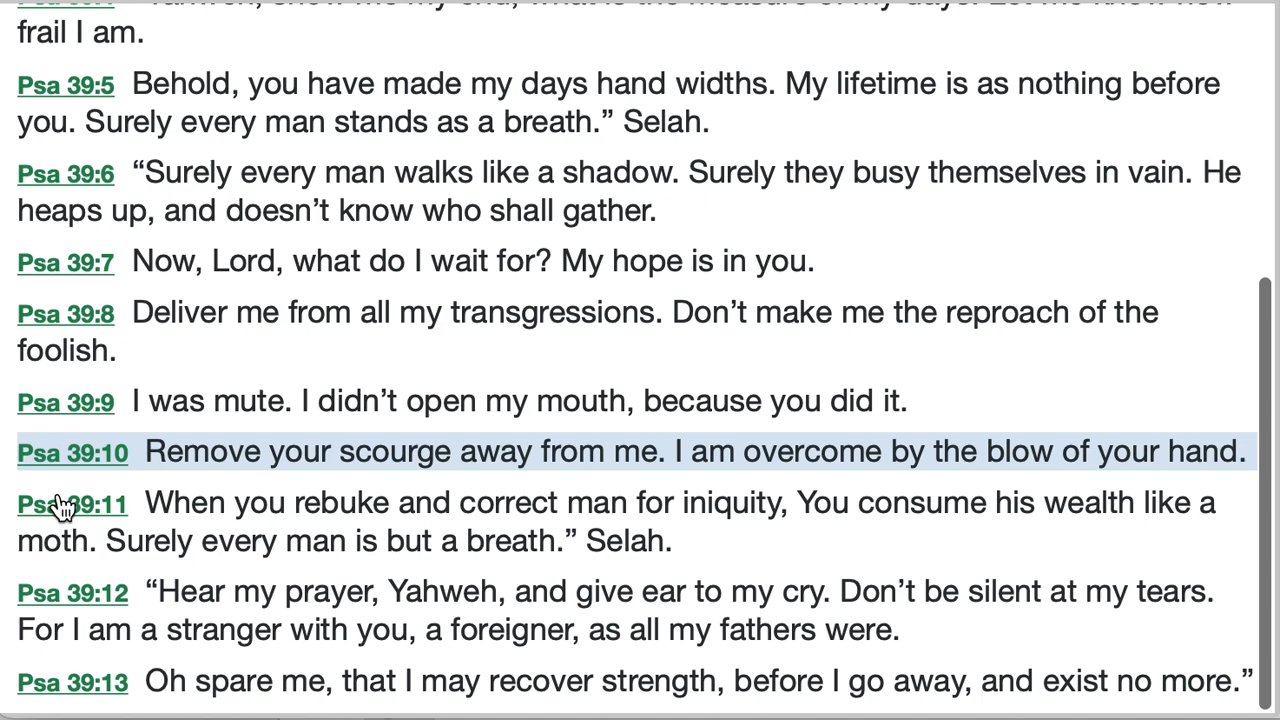 frail I am.
Psa 39:5 Behold, you have made my days hand widths. My lifetime is as nothing before
you. Surely every man stands as a breath.” Selah.
Psa 39:6 “Surely every man walks like a shadow. Surely they busy themselves in vain. He
heaps up, and doesn’t know who shall gather.
Psa 39:7 Now, Lord, what do I wait for? My hope is in you.
Psa 39:8 Deliver me from all my transgressions. Don’t make me the reproach of the
foolish.
Psa 39:9 I was mute. I didn’t open my mouth, because you did it.
Psa 39:10 Remove your scourge away from me. I am overcome by the blow of your hand.
Psa 39:11 When you rebuke and correct man for iniquity, You consume his wealth like a
moth. Surely every man is but a breath.” Selah.
Psa 39:12 “Hear my prayer, Yahweh, and give ear to my cry. Don’t be silent at my tears.
For I am a stranger with you, a foreigner, as all my fathers were.
Psa 39:13 Oh spare me, that I may recover strength, before I go away, and exist no more.”